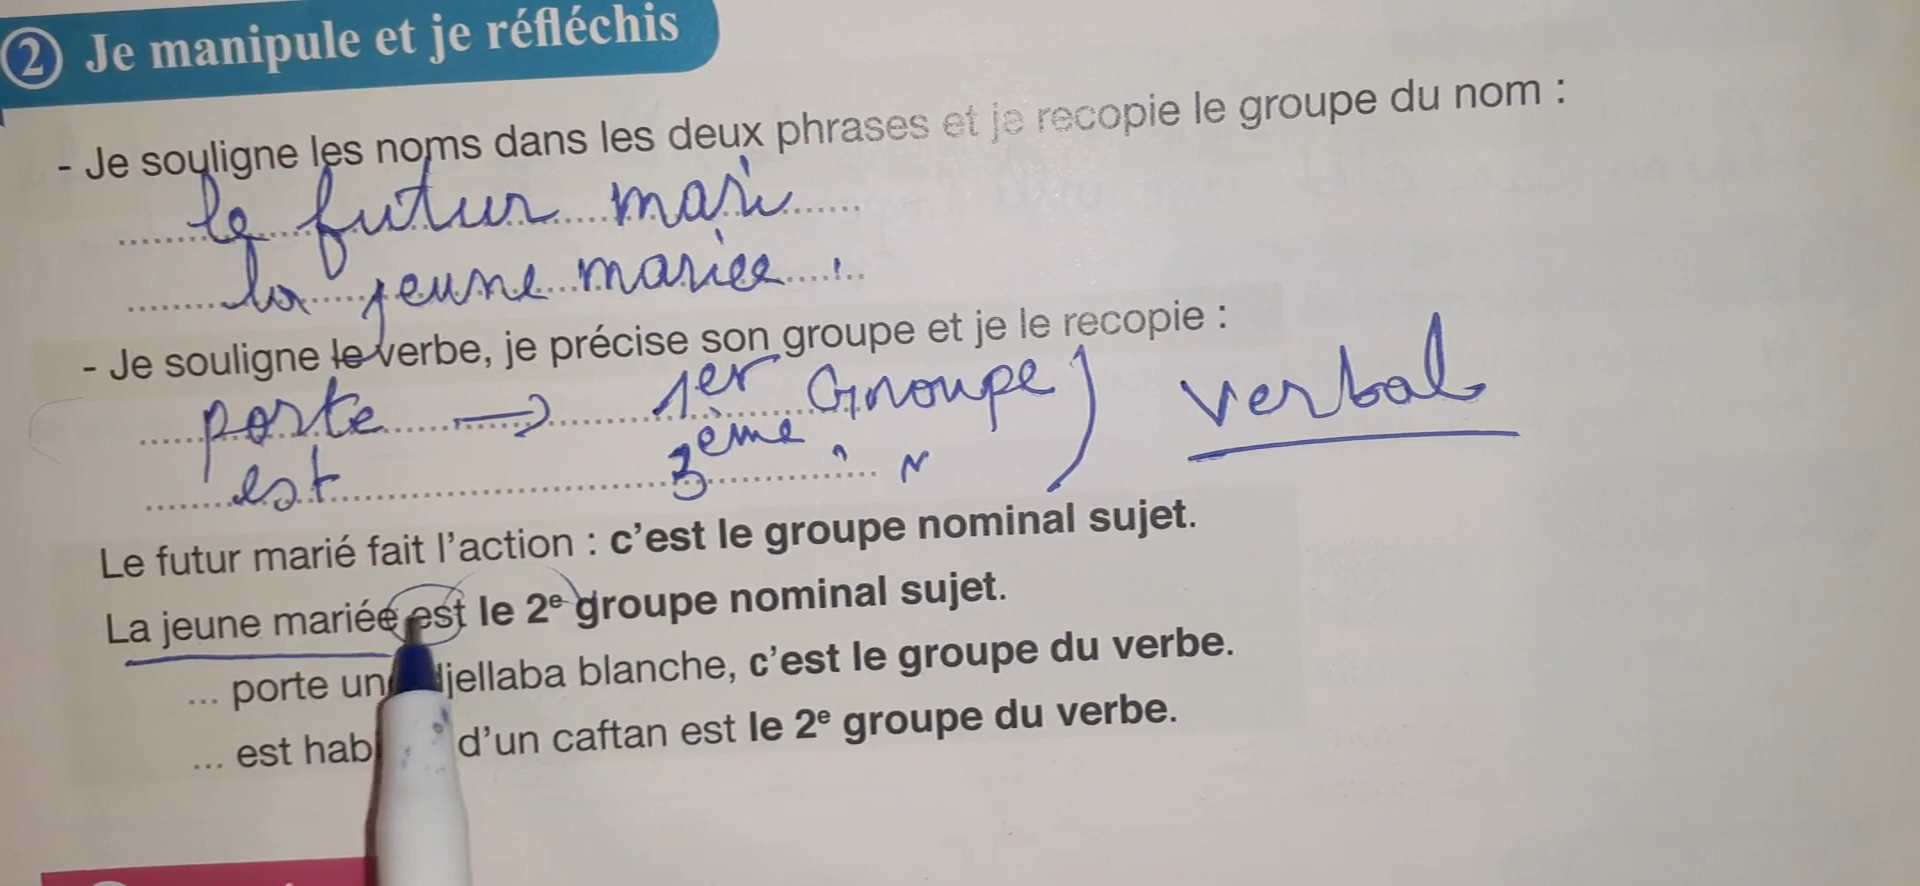 2 Je manipule et je réfléchis
- Je souligne les noms dans les deux phrases et je recopie le groupe du nom :
le futur mari
la jeune mariee
- Je souligne le verbe, je précise son groupe et je le recopie :
porte → 1er Groupe ) verbal
est 3ème " "
Le futur marié fait l'action : c'est le groupe nominal sujet.
La jeune mariée est le 2e groupe nominal sujet.
... porte un djellaba blanche, c'est le groupe du verbe.
... est hab d'un caftan est le 2e groupe du verbe.